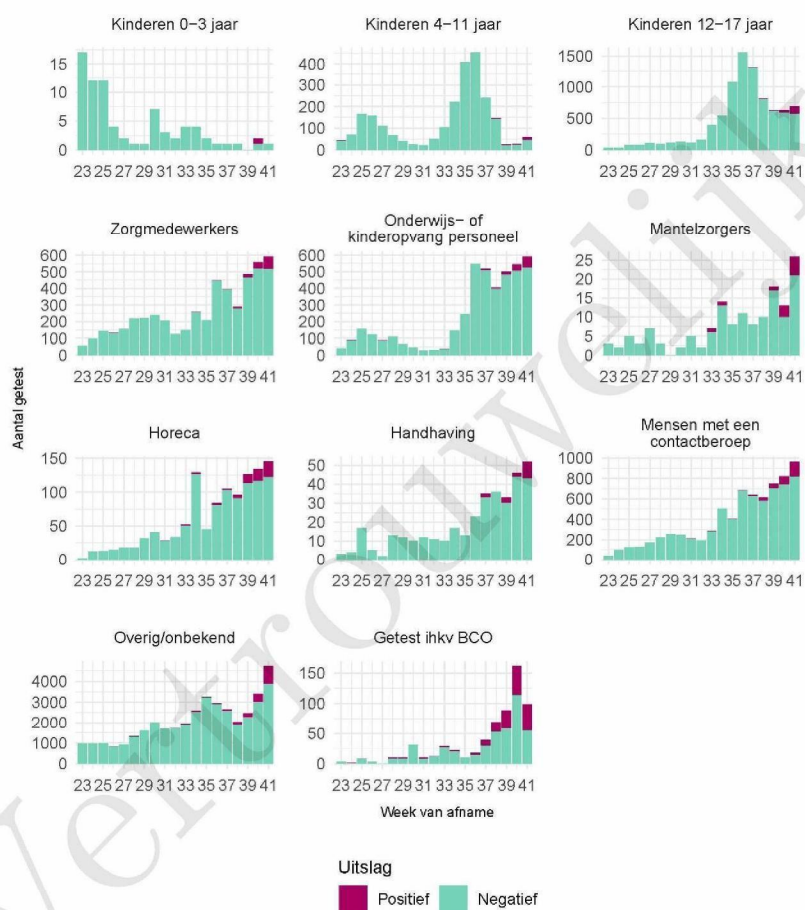 Kinderen 0−3 jaar
Kinderen 4−11 jaar
Kinderen 12−17 jaar
15
10
5
0
23 25 27 29 31 33 35 37 39 41
400
300
200
100
0
23 25 27 29 31 33 35 37 39 41
1500
1000
500
0
23 25 27 29 31 33 35 37 39 41
Zorgmedewerkers
Onderwijs− of
kinderopvang personeel
Mantelzorgers
600
500
400
300
200
100
0
23 25 27 29 31 33 35 37 39 41
600
500
400
300
200
100
0
23 25 27 29 31 33 35 37 39 41
25
20
15
10
5
0
23 25 27 29 31 33 35 37 39 41
Aantal getest
Horeca
Handhaving
Mensen met een
contactberoep
150
100
50
0
23 25 27 29 31 33 35 37 39 41
50
40
30
20
10
0
23 25 27 29 31 33 35 37 39 41
1000
800
600
400
200
0
23 25 27 29 31 33 35 37 39 41
Overig/onbekend
Getest ihkv BCO
4000
3000
2000
1000
0
23 25 27 29 31 33 35 37 39 41
150
100
50
0
23 25 27 29 31 33 35 37 39 41
Week van afname
Uitslag
Positief
Negatief
Vertrouwelijk